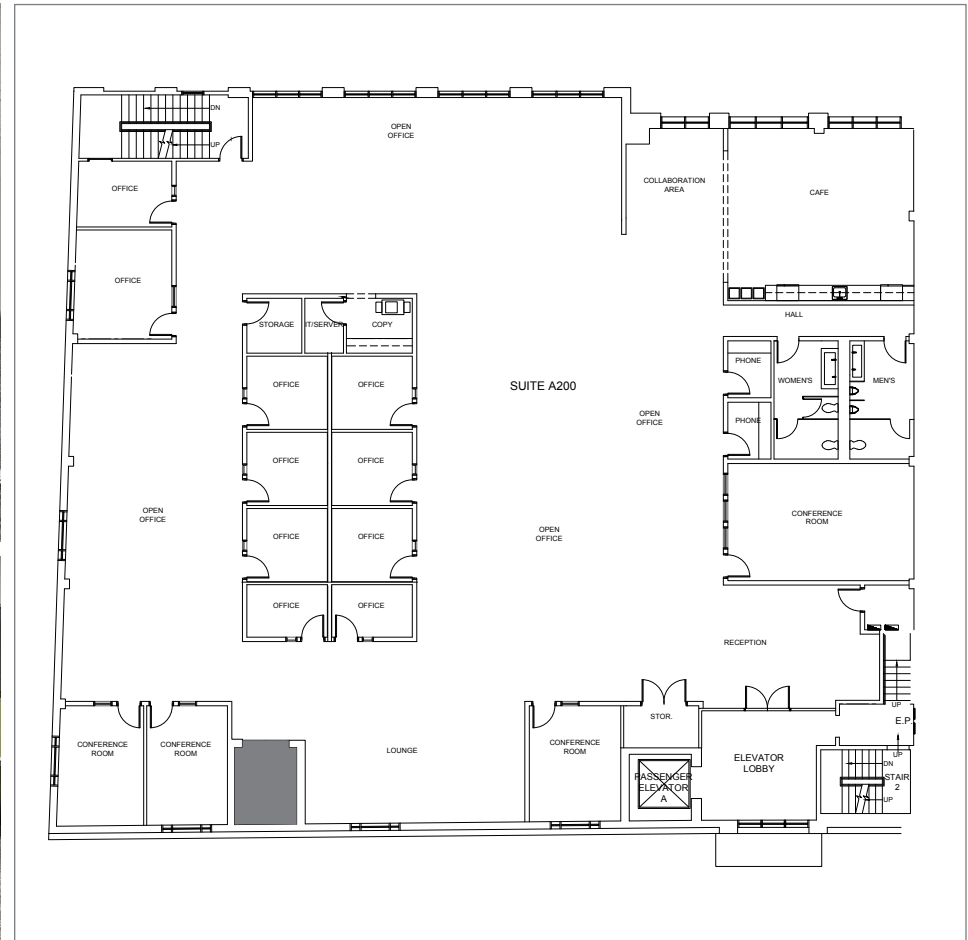 DN
UP
OPEN
OFFICE
COLLABORATION
AREA
CAFE
OFFICE
OFFICE
HALL
STORAGE
IT/SERVER
COPY
PHONE
WOMEN'S
MEN'S
OFFICE
OFFICE
SUITE A200
OPEN
OFFICE
PHONE
OFFICE
OFFICE
OPEN
OFFICE
CONFERENCE
ROOM
OPEN
OFFICE
OFFICE
OFFICE
OFFICE
OFFICE
RECEPTION
UP
STOR.
E.P.
CONFERENCE
ROOM
CONFERENCE
ROOM
LOUNGE
CONFERENCE
ROOM
ELEVATOR
LOBBY
UP
DN
STAIR
2
UP
PASSENGER
ELEVATOR
A